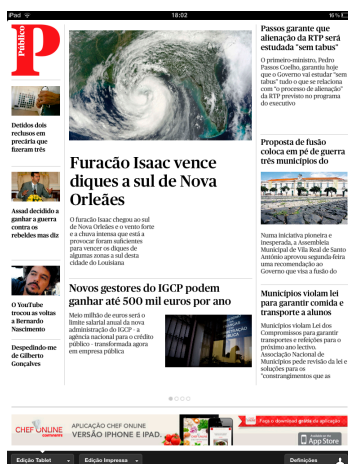 iPad
18:02
16%
Público
P
Detidos dois
reclusos em
precária que
fizeram três
Assad decidido a
ganhar a guerra
contra os
rebeldes mas diz
O YouTube
trocou as voltas
a Bernardo
Nascimento
Despedindo-me
de Gilberto
Gonçalves
Furacão Isaac vence
diques a sul de Nova
Orleães
O furacão Isaac chegou ao sul
de Nova Orleães e o vento forte
e a chuva intensa que está a
provocar foram suficientes
para vencer os diques de
algumas zonas a sul desta
cidade do Louisiana
Novos gestores do IGCP podem
ganhar até 500 mil euros por ano
Meio milhão de euros será o
limite salarial anual da nova
administração do IGCP - a
agência nacional para o crédito
público - transformada agora
em empresa pública
Passos garante que
alienação da RTP será
estudada "sem tabus"
O primeiro-ministro, Pedro
Passos Coelho, garantiu hoje
que o Governo vai estudar "sem
tabus" tudo o que se relaciona
com "o processo de alienação"
da RTP previsto no programa
do executivo
Proposta de fusão
coloca em pé de guerra
três municípios do
Numa iniciativa pioneira e
inesperada, a Assembleia
Municipal de Vila Real de Santo
António aprovou segunda-feira
uma recomendação ao
Governo que visa a fusão do
Municípios violam lei
para garantir comida e
transporte a alunos
Municípios violam Lei dos
Compromissos para garantir
transportes e refeições para o
próximo ano lectivo.
Associação Nacional de
Municípios pede revisão da lei e
soluções para os
"constrangimentos que as
CHEF ONLINE
continente
APLICAÇÃO CHEF ONLINE
VERSÃO IPHONE E IPAD.
Faça o download grátis da aplicação
Available on the
App Store
Edição Tablet
Edição Impressa
Definições